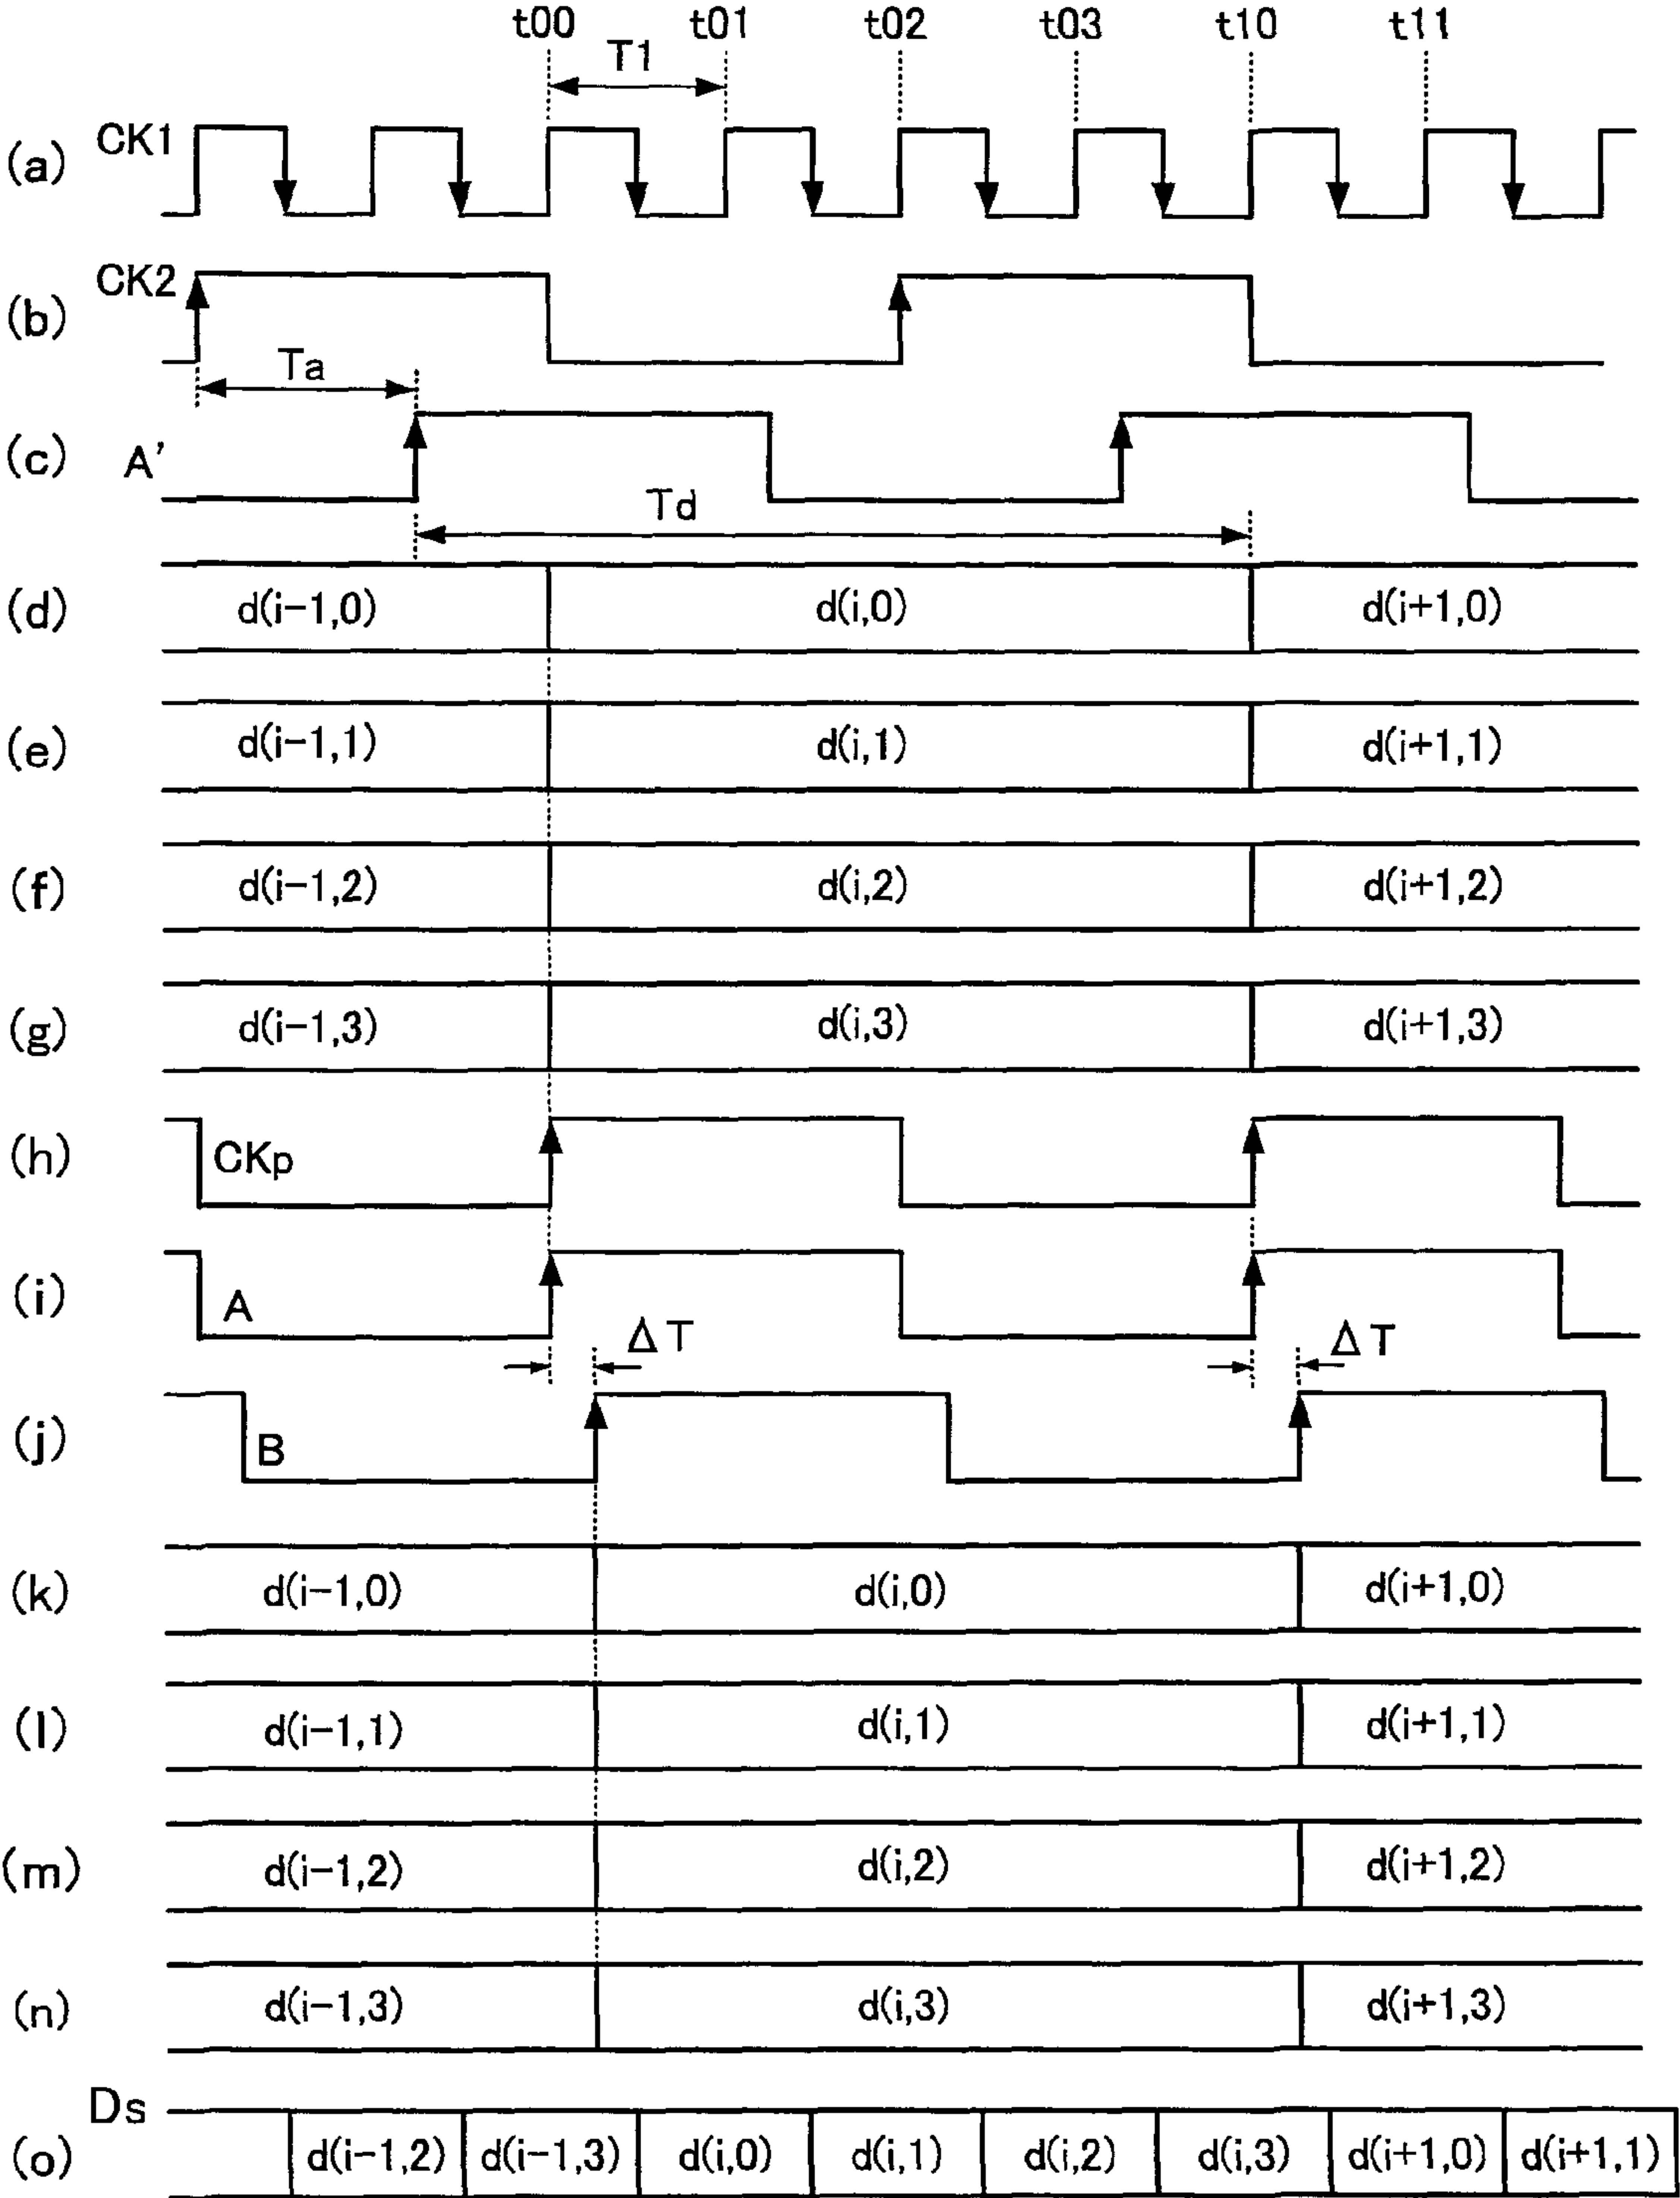 t00 t01 t02 t03 t10 t11
T1
(a) CK1
(b) CK2
Ta
(c) A'
Td
(d) d(i-1,0) d(i,0) d(i+1,0)
(e) d(i-1,1) d(i,1) d(i+1,1)
(f) d(i-1,2) d(i,2) d(i+1,2)
(g) d(i-1,3) d(i,3) d(i+1,3)
(h) CKp
(i) A
ΔT ΔT
(j) B
(k) d(i-1,0) d(i,0) d(i+1,0)
(l) d(i-1,1) d(i,1) d(i+1,1)
(m) d(i-1,2) d(i,2) d(i+1,2)
(n) d(i-1,3) d(i,3) d(i+1,3)
Ds
(o) d(i-1,2) d(i-1,3) d(i,0) d(i,1) d(i,2) d(i,3) d(i+1,0) d(i+1,1)